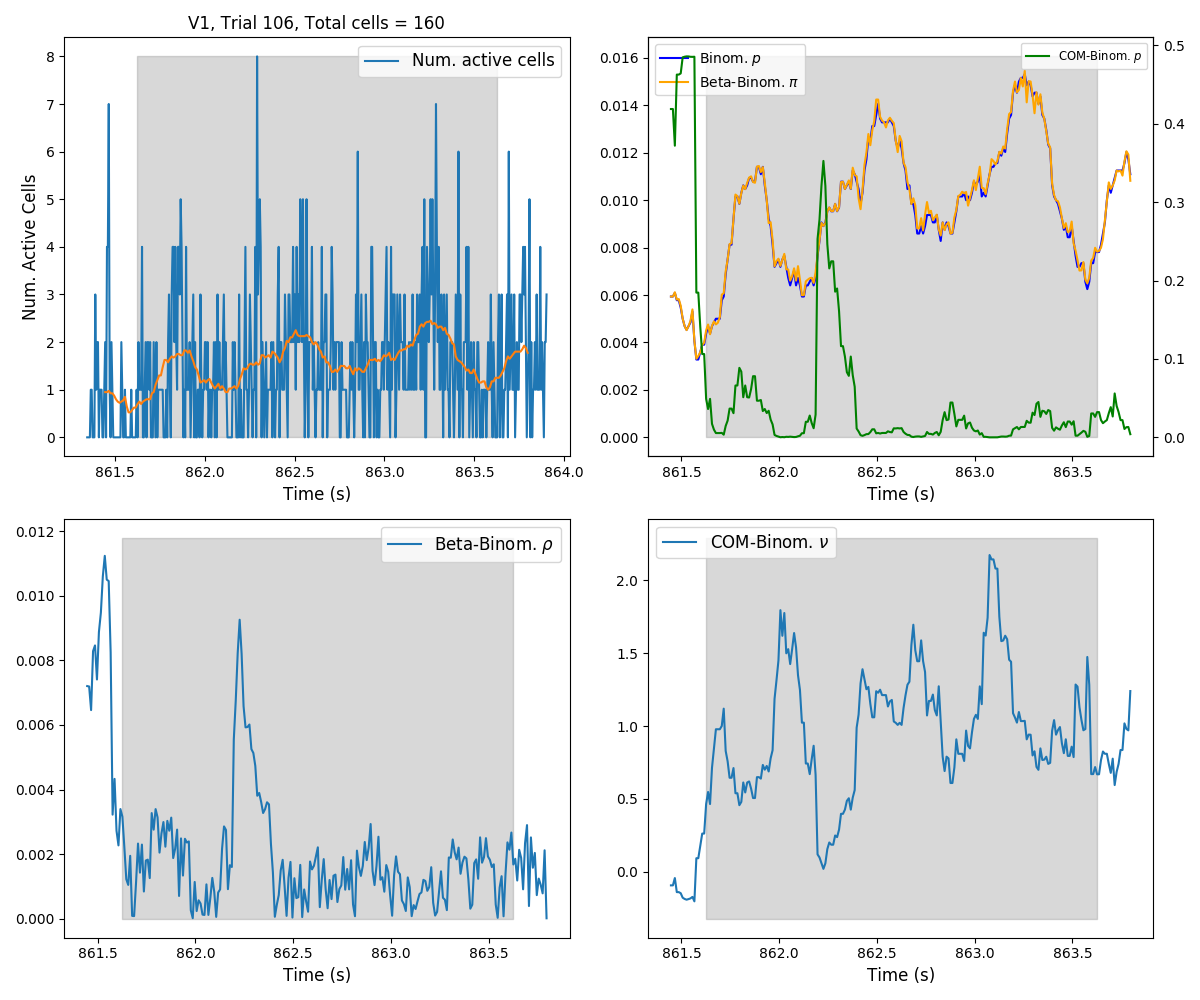 V1, Trial 106, Total cells = 160
Num. active cells
Num. Active Cells
8
7
6
5
4
3
2
1
0
861.5 862.0 862.5 863.0 863.5 864.0
Time (s)
Binom. p
Beta-Binom. π
COM-Binom. p
0.016
0.014
0.012
0.010
0.008
0.006
0.004
0.002
0.000
0.5
0.4
0.3
0.2
0.1
0.0
861.5 862.0 862.5 863.0 863.5
Time (s)
Beta-Binom. ρ
0.012
0.010
0.008
0.006
0.004
0.002
0.000
861.5 862.0 862.5 863.0 863.5
Time (s)
COM-Binom. ν
2.0
1.5
1.0
0.5
0.0
861.5 862.0 862.5 863.0 863.5
Time (s)